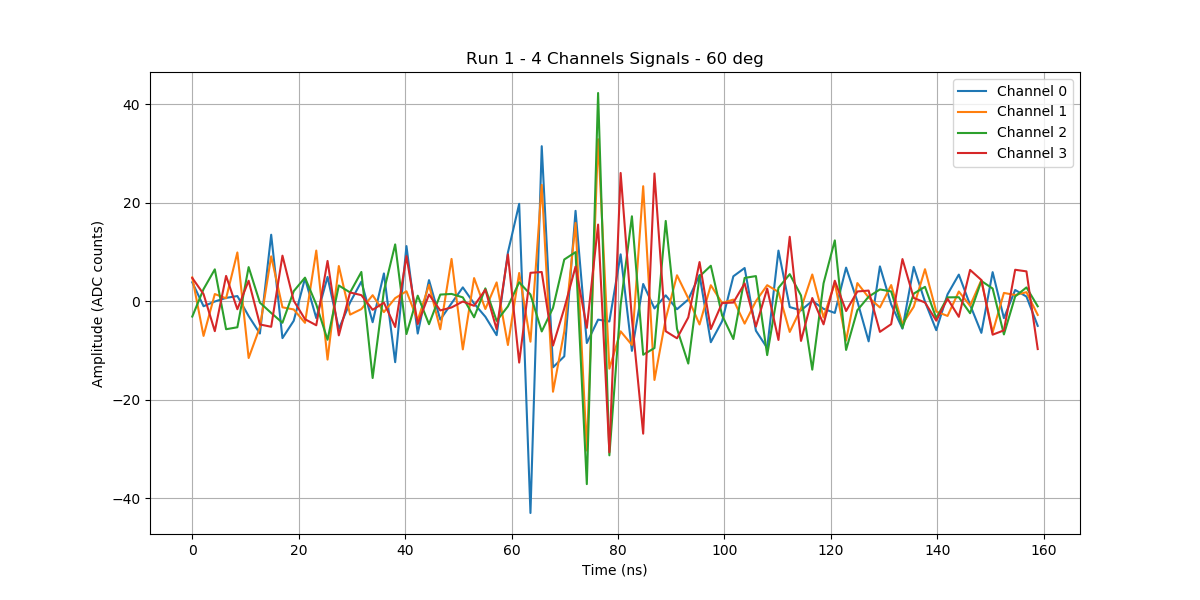 Run 1 - 4 Channels Signals - 60 deg
Channel 0
Channel 1
Channel 2
Channel 3
Amplitude (ADC counts)
40
20
0
−20
−40
0 20 40 60 80 100 120 140 160
Time (ns)